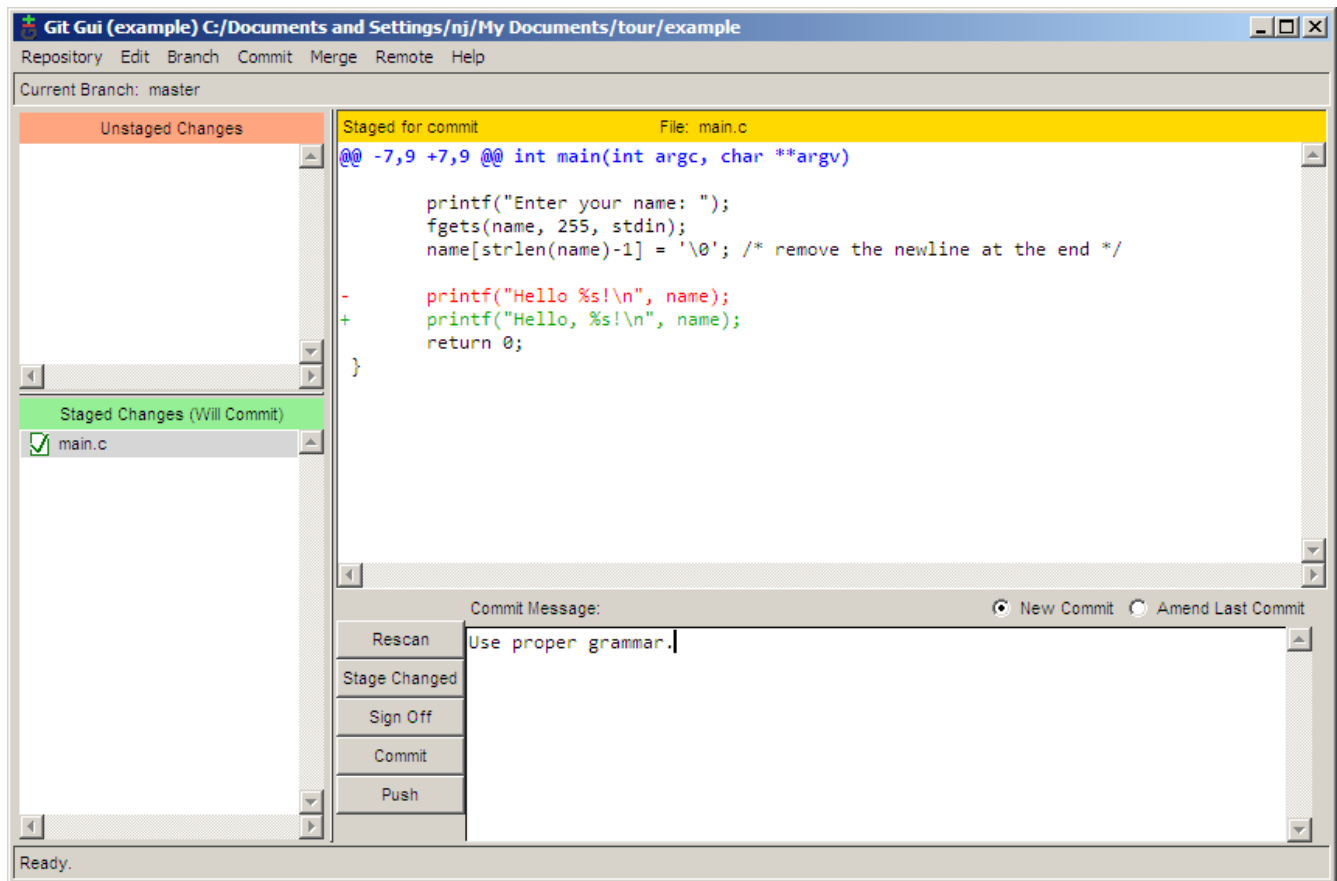 Git Gui (example) C:/Documents and Settings/nj/My Documents/tour/example
Repository Edit Branch Commit Merge Remote Help
Current Branch: master
Unstaged Changes
Staged Changes (Will Commit)
main.c
Staged for commit File: main.c
@@ -7,9 +7,9 @@ int main(int argc, char **argv)
printf("Enter your name: ");
fgets(name, 255, stdin);
name[strlen(name)-1] = '\0'; /* remove the newline at the end */
- printf("Hello %s!\n", name);
+ printf("Hello, %s!\n", name);
return 0;
}
Commit Message: New Commit Amend Last Commit
Rescan
Stage Changed
Sign Off
Commit
Push
Use proper grammar.
Ready.